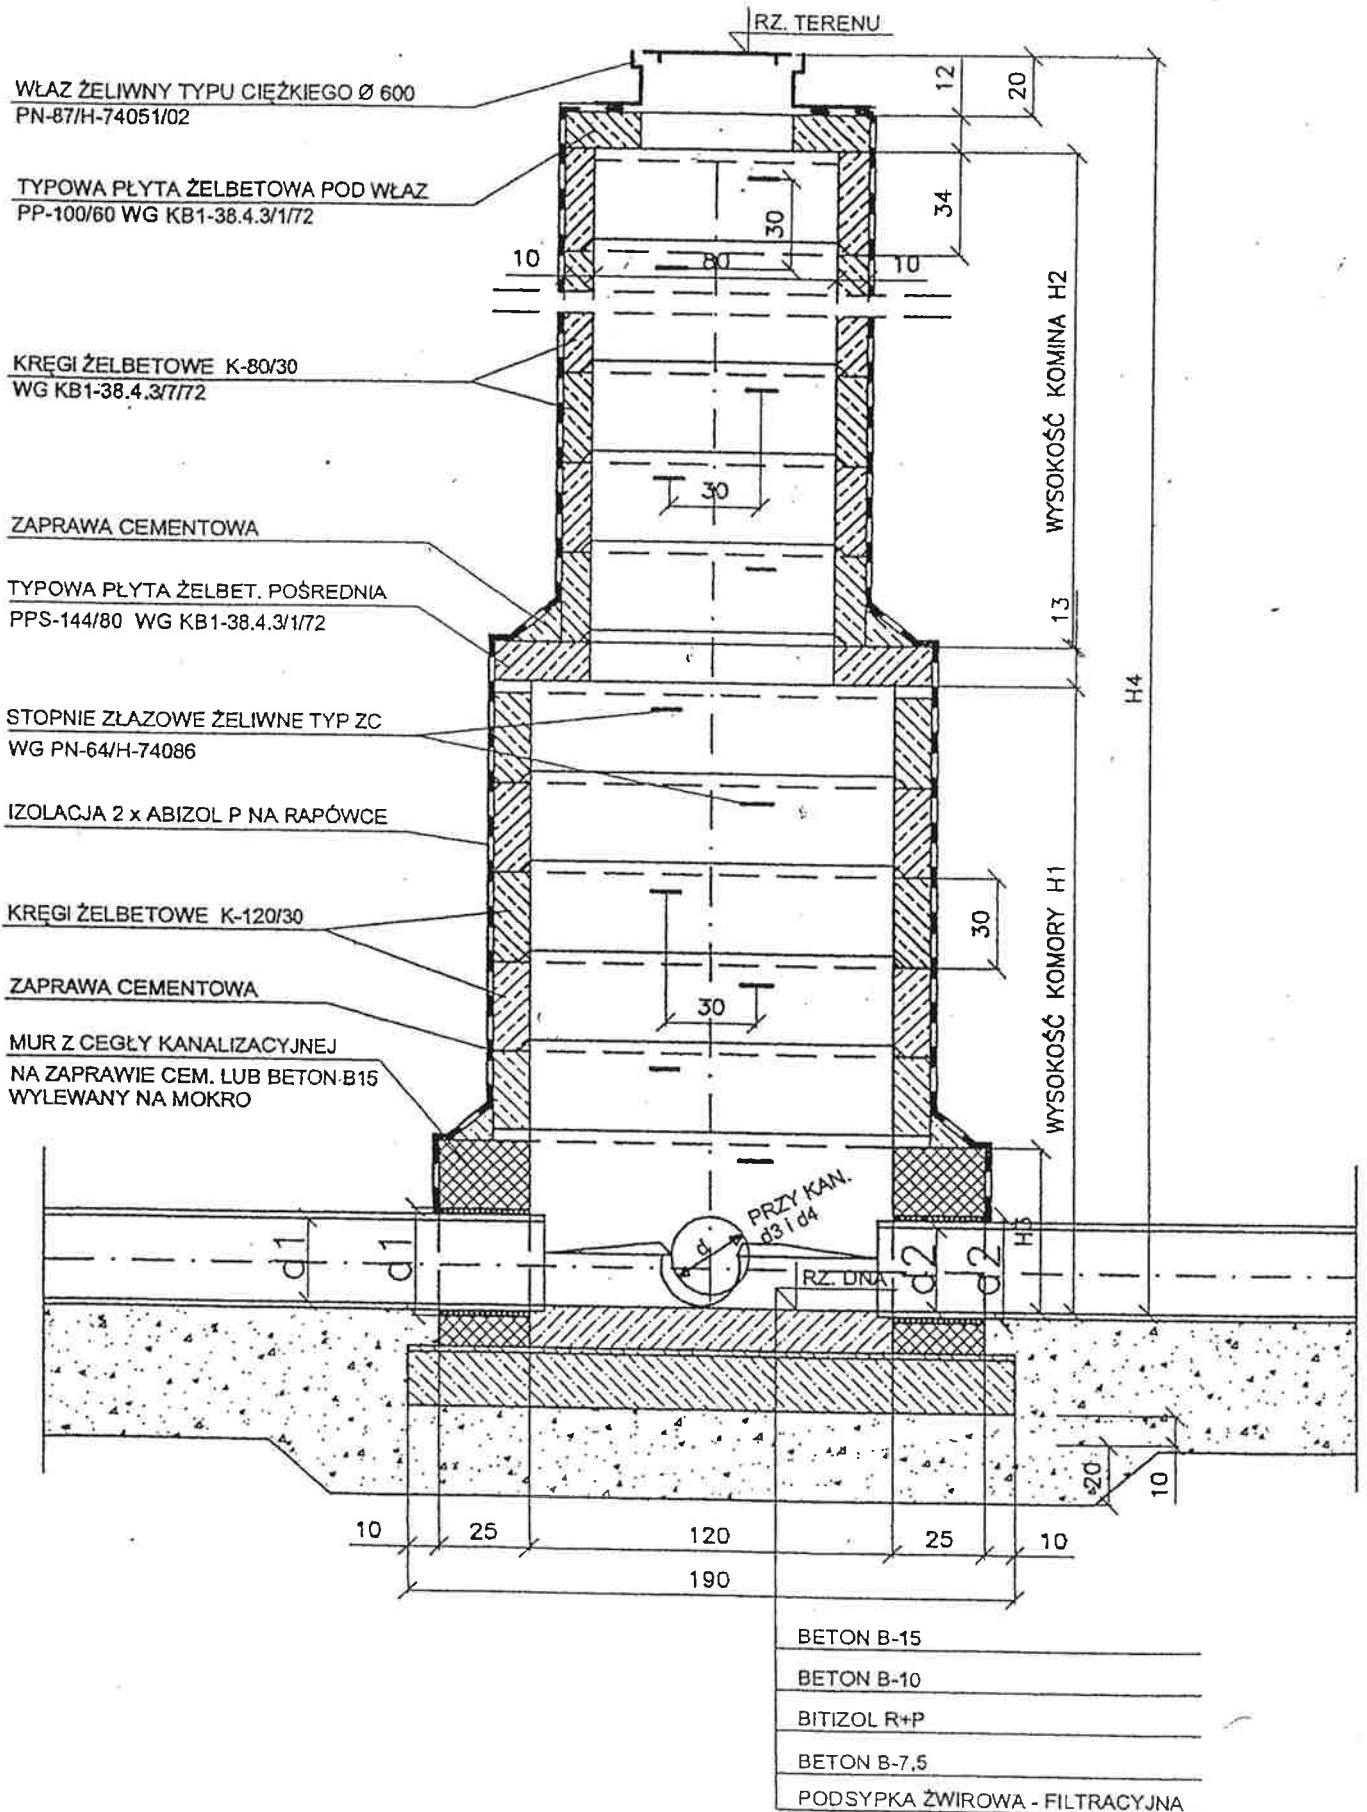 RZ. TERENU
WŁAZ ŻELIWNY TYPU CIĘŻKIEGO Ø 600
PN-87/H-74051/02
12
20
TYPOWA PŁYTA ŻELBETOWA POD WŁAZ
PP-100/60 WG KB1-38.4.3/1/72
30
34
10
80
10
KRĘGI ŻELBETOWE K-80/30
WG KB1-38.4.3/7/72
WYSOKOŚĆ KOMINA H2
30
ZAPRAWA CEMENTOWA
TYPOWA PŁYTA ŻELBET. POŚREDNIA
PPS-144/80 WG KB1-38.4.3/1/72
13
H4
STOPNIE ZŁAZOWE ŻELIWNE TYP ZC
WG PN-64/H-74086
IZOLACJA 2 x ABIZOL P NA RAPÓWCE
KRĘGI ŻELBETOWE K-120/30
30
WYSOKOŚĆ KOMORY H1
ZAPRAWA CEMENTOWA
30
MUR Z CEGŁY KANALIZACYJNEJ
NA ZAPRAWIE CEM. LUB BETON B15
WYLEWANY NA MOKRO
PRZY KAN.
d3 i d4
d
d1
d1
d2
d2
H3
RZ. DNA
20
10
10
25
120
25
10
190
BETON B-15
BETON B-10
BITIZOL R+P
BETON B-7,5
PODSYPKA ŻWIROWA - FILTRACYJNA